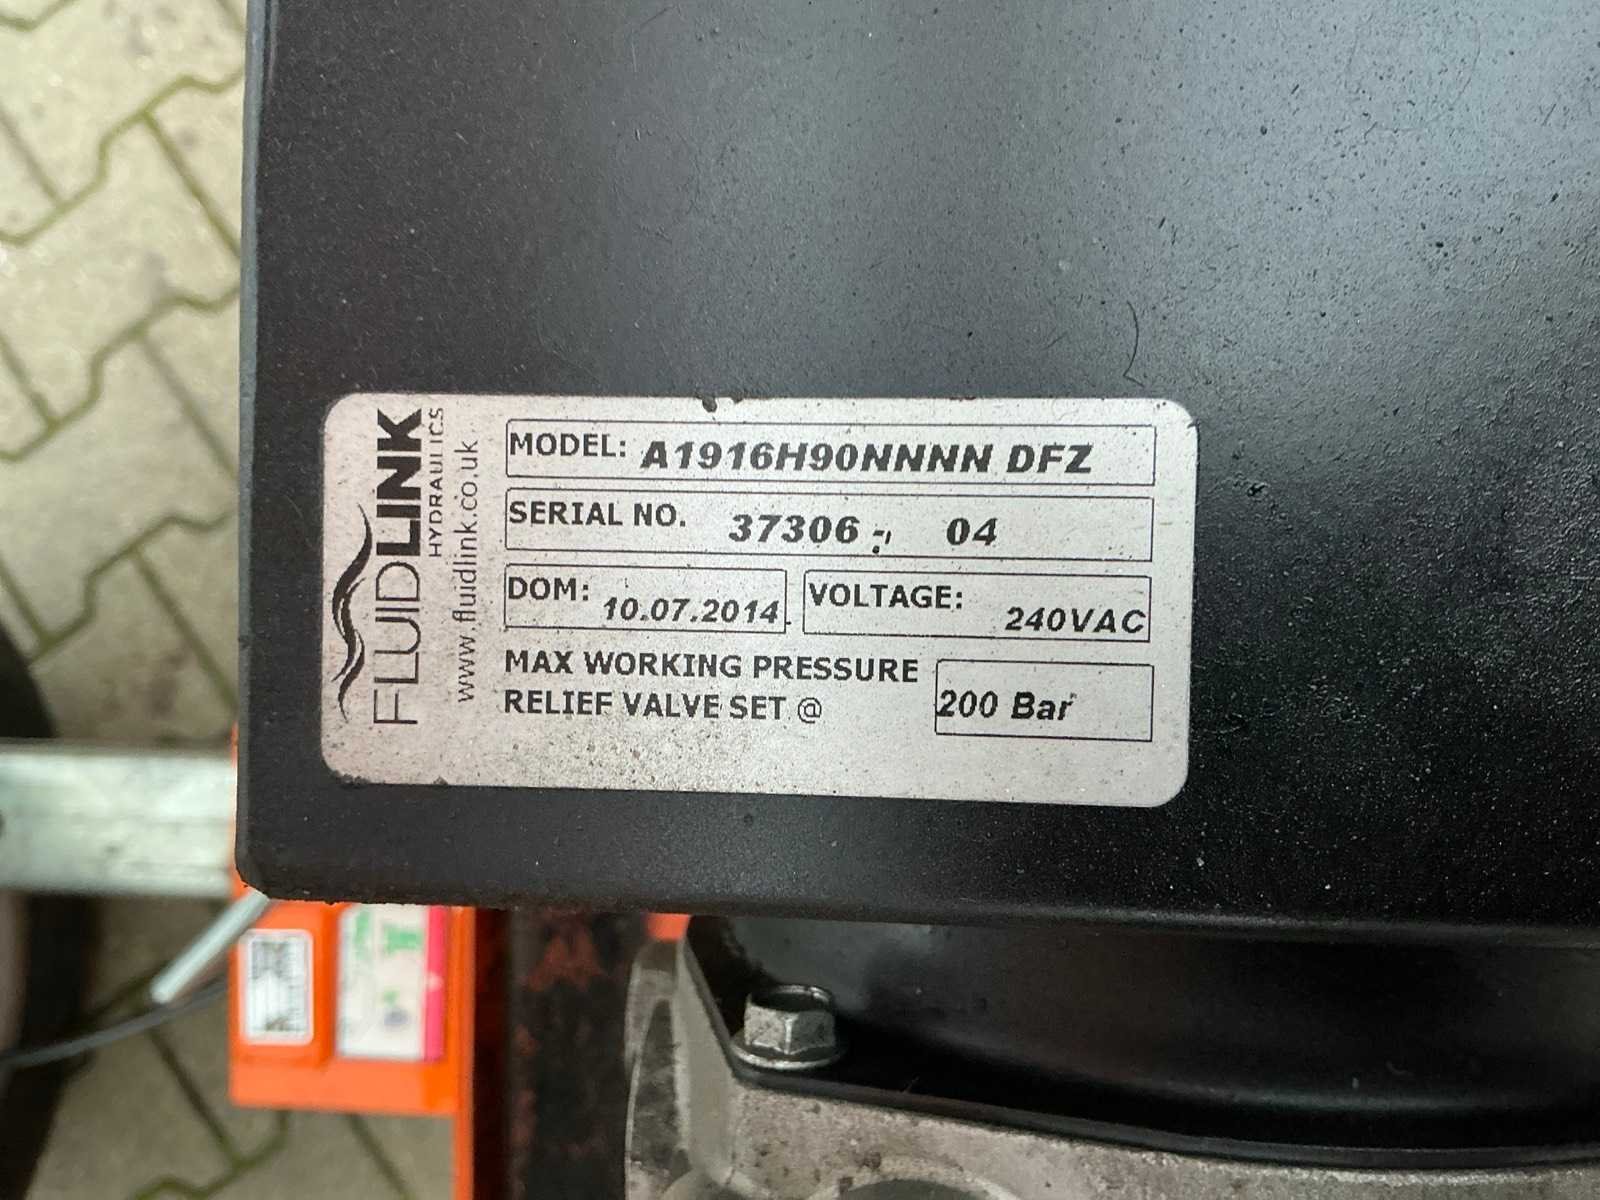 FLUIDLINK
HYDRAULICS
www.fluidlink.co.uk
MODEL: A1916H90NNNN DFZ
SERIAL NO. 37306 - 04
DOM: 10.07.2014
VOLTAGE: 240VAC
MAX WORKING PRESSURE
RELIEF VALVE SET @ 200 Bar